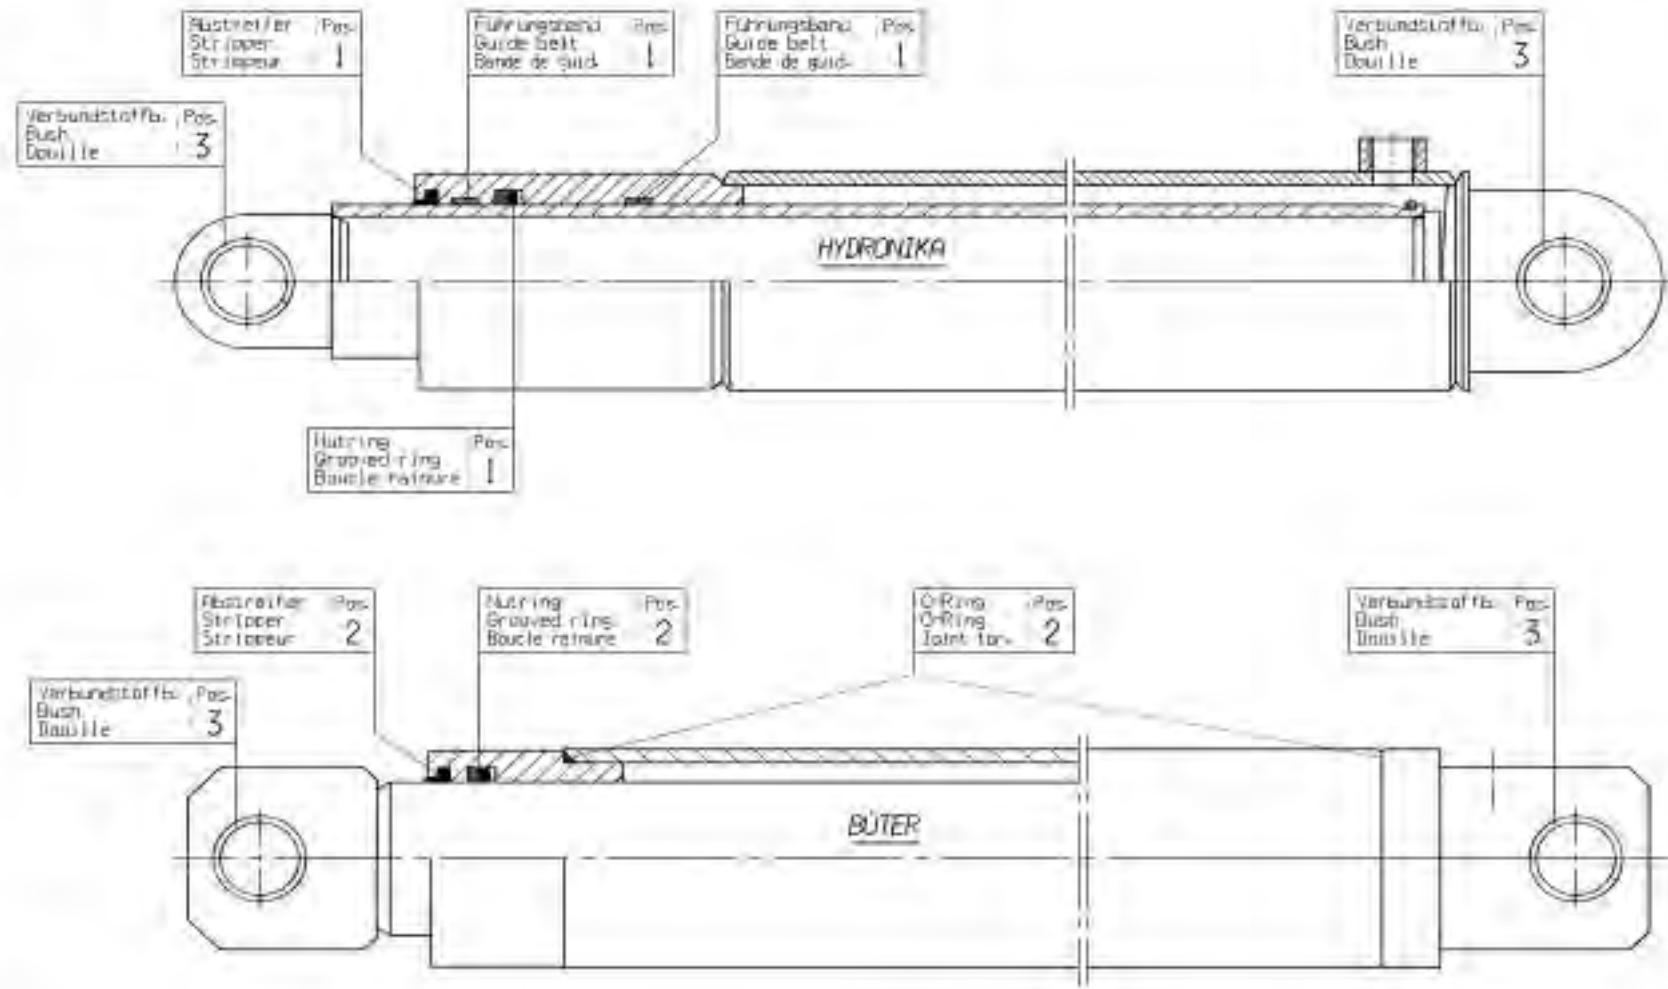 Abstreifer Pos.
Stripper
Strippeur 1
Führungsband Pos.
Guide belt
Bande de guid. 1
Führungsband Pos.
Guide belt
Bande de guid. 1
Verbundstoffb. Pos.
Bush
Douille 3
Verbundstoffb. Pos.
Bush
Douille 3
HYDRONIKA
Nutring Pos.
Grooved ring
Boucle rainure 1
Abstreifer Pos.
Stripper
Strippeur 2
Nutring Pos.
Grooved ring
Boucle rainure 2
O-Ring Pos.
O-Ring
Joint tor. 2
Verbundstoffb. Pos.
Bush
Douille 3
Verbundstoffb. Pos.
Bush
Douille 3
BÜTER